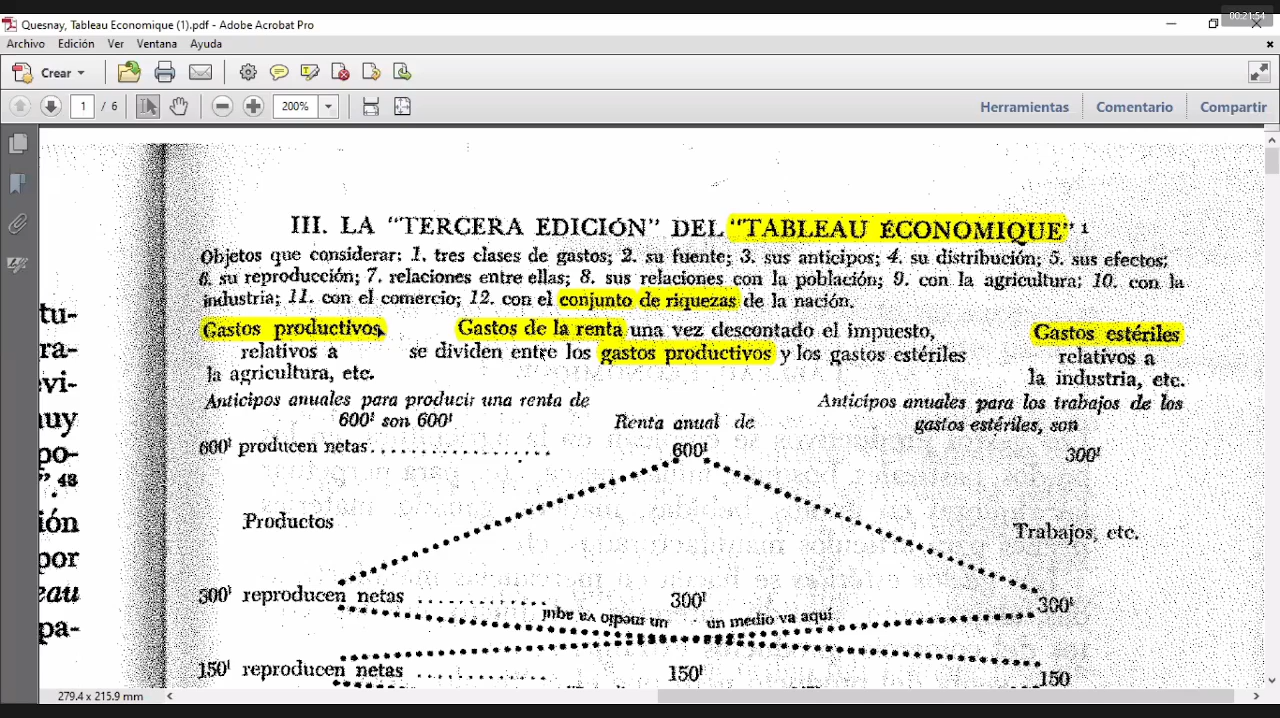 00:21:54
Quesnay, Tableau Economique (1).pdf - Adobe Acrobat Pro
Archivo Edición Ver Ventana Ayuda
Crear
1 / 6 200% Herramientas Comentario Compartir
III. LA "TERCERA EDICIÓN" DEL "TABLEAU ÉCONOMIQUE" 1
Objetos que considerar: 1. tres clases de gastos; 2. su fuente; 3. sus anticipos; 4. su distribución; 5. sus efectos;
6. su reproducción; 7. relaciones entre ellas; 8. sus relaciones con la población; 9. con la agricultura; 10. con la
industria; 11. con el comercio; 12. con el conjunto de riquezas de la nación.
Gastos productivos Gastos de la renta una vez descontado el impuesto, Gastos estériles
relativos a se dividen entre los gastos productivos y los gastos estériles relativos a
la agricultura, etc. la industria, etc.
Anticipos anuales para producir una renta de Anticipos anuales para los trabajos de los
600l son 600l Renta anual de gastos estériles, son
600l producen netas 600l 300l
Productos Trabajos, etc.
300l reproducen netas 300l 300l
un medio va aquí un medio va aquí
150l reproducen netas 150l 150
tu-
ra-
evi-
uy
po-
" 48
ión
por
eau
pa-
279.4 x 215.9 mm